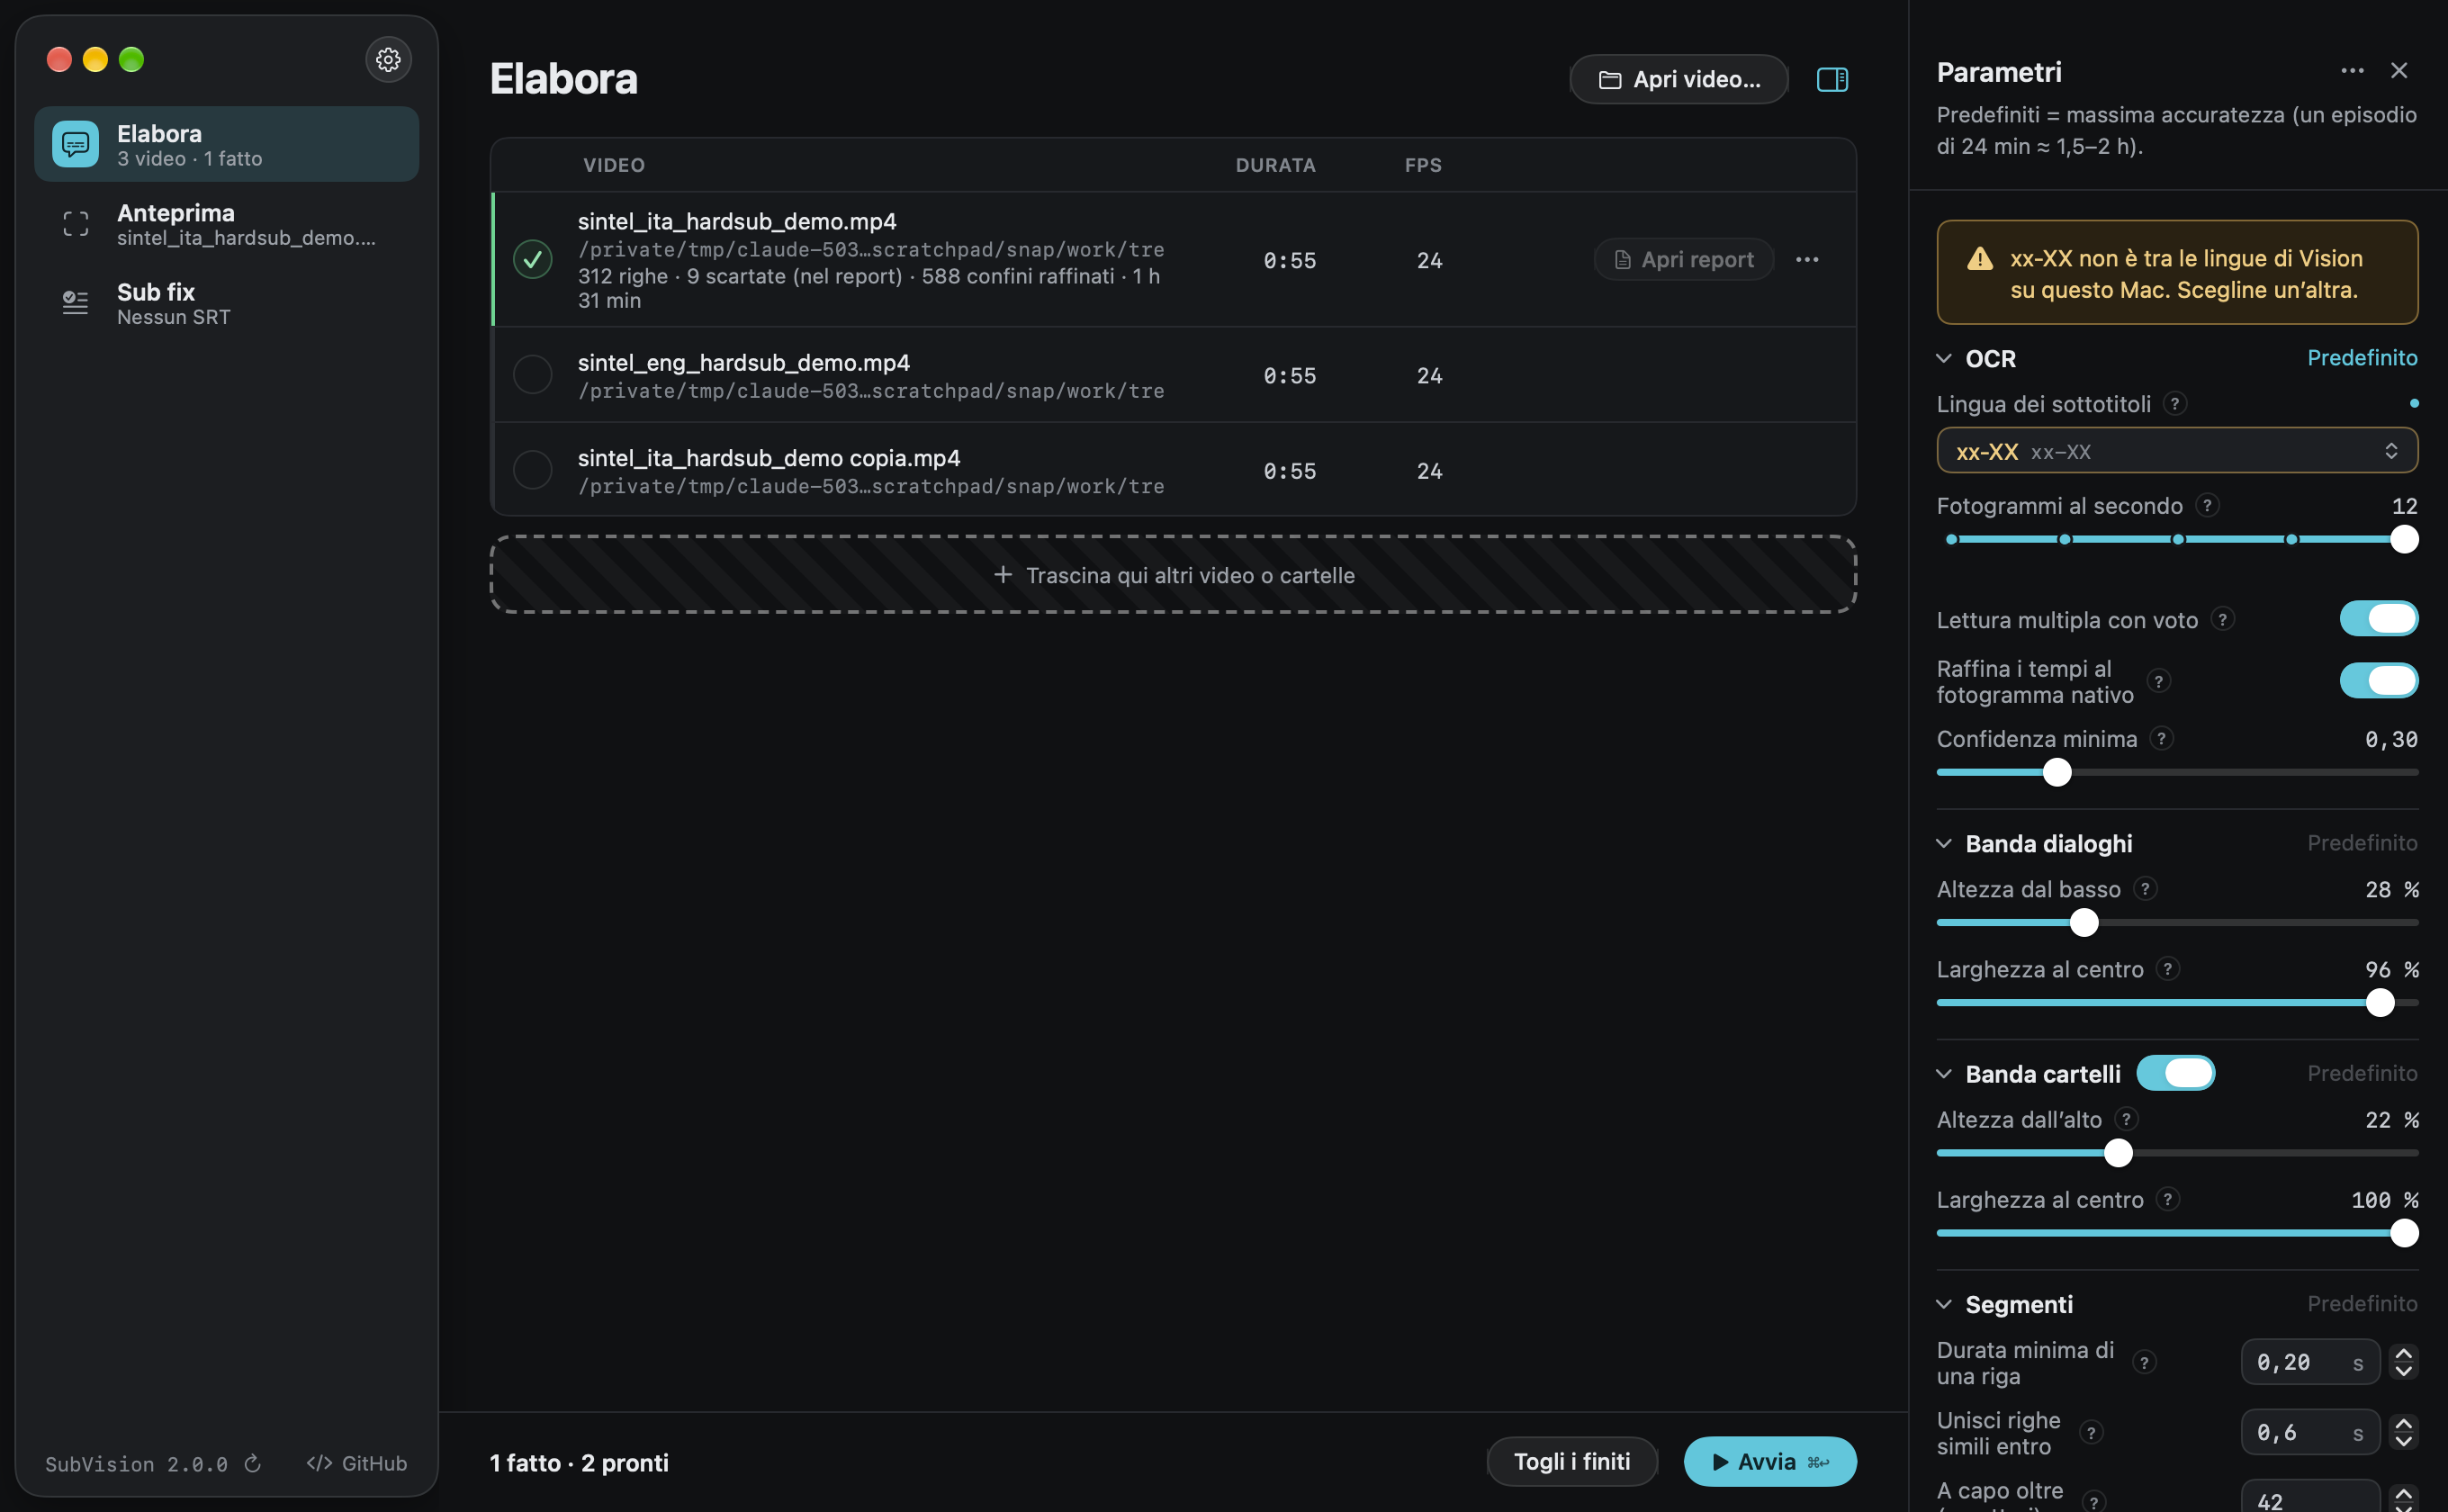 Elabora
3 video · 1 fatto
Anteprima
sintel_ita_hardsub_demo....
Sub fix
Nessun SRT
SubVision 2.0.0
</> GitHub
Elabora
Apri video...
VIDEO DURATA FPS
sintel_ita_hardsub_demo.mp4
/private/tmp/claude-503…scratchpad/snap/work/tre
312 righe · 9 scartate (nel report) · 588 confini raffinati · 1 h
31 min
0:55 24 Apri report
sintel_eng_hardsub_demo.mp4
/private/tmp/claude-503…scratchpad/snap/work/tre
0:55 24
sintel_ita_hardsub_demo copia.mp4
/private/tmp/claude-503…scratchpad/snap/work/tre
0:55 24
+ Trascina qui altri video o cartelle
1 fatto · 2 pronti
Togli i finiti
Avvia ⌘↩
Parametri
Predefiniti = massima accuratezza (un episodio
di 24 min ≈ 1,5–2 h).
xx-XX non è tra le lingue di Vision
su questo Mac. Scegline un’altra.
OCR Predefinito
Lingua dei sottotitoli ?
xx-XX xx-XX
Fotogrammi al secondo ? 12
Lettura multipla con voto ?
Raffina i tempi al
fotogramma nativo ?
Confidenza minima ? 0,30
Banda dialoghi Predefinito
Altezza dal basso ? 28 %
Larghezza al centro ? 96 %
Banda cartelli Predefinito
Altezza dall’alto ? 22 %
Larghezza al centro ? 100 %
Segmenti Predefinito
Durata minima di
una riga ? 0,20 s
Unisci righe
simili entro ? 0,6 s
A capo oltre
? 42